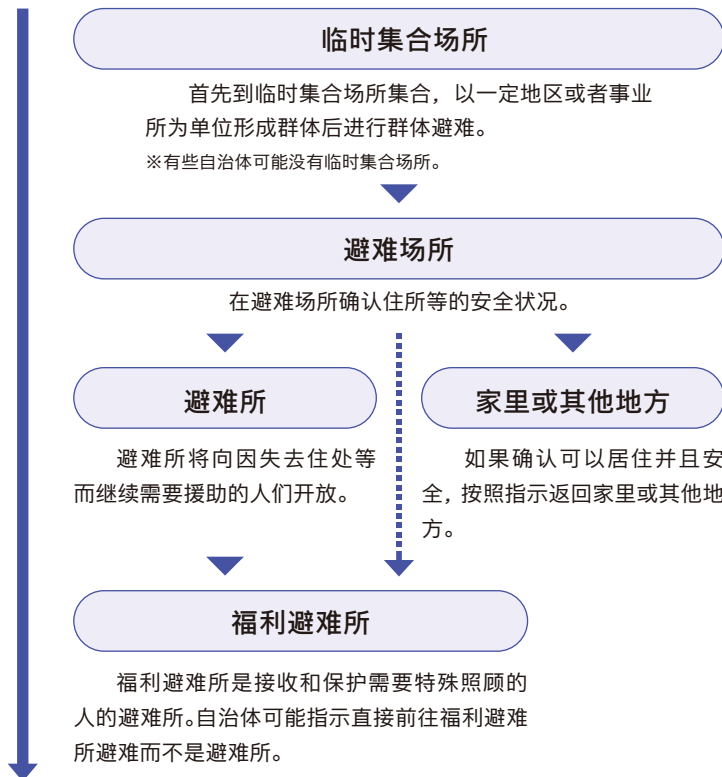 临时集合场所
首先到临时集合场所集合，以一定地区或者事业
所为单位形成群体后进行群体避难。
※有些自治体可能没有临时集合场所。
避难场所
在避难场所确认住所等的安全状况。
避难所
避难所将向因失去住处等
而继续需要援助的人们开放。
家里或其他地方
如果确认可以居住并且安
全，按照指示返回家里或其他地
方。
福利避难所
福利避难所是接收和保护需要特殊照顾的
人的避难所。自治体可能指示直接前往福利避难
所避难而不是避难所。